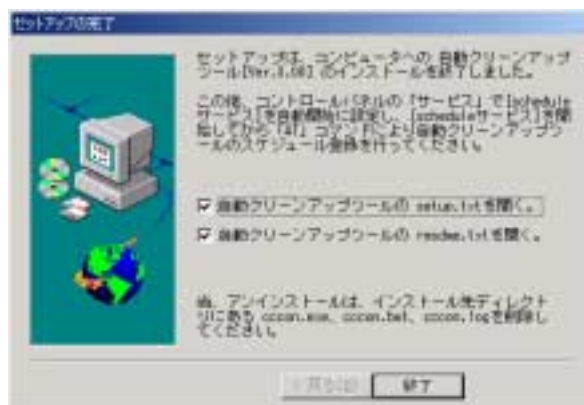 セットアップの完了
セットアップは、コンピュータへの 自動クリーンアップ
ツール[Ver.3.00] のインストールを終了しました。
この後、コントロールパネルの「サービス」で[schedule
サービス]を自動開始に設定し、[scheduleサービス]を開
始してから「AT」コマンドにより自動クリーンアップツ
ールのスケジュール登録を行ってください。
自動クリーンアップツールの setup.txtを開く。
自動クリーンアップツールの readme.txtを開く。
尚、アンインストールは、インストール先ディレクト
リにある cccon.exe、cccon.bat、cccon.logを削除し
てください。
< 戻る(B)
終了